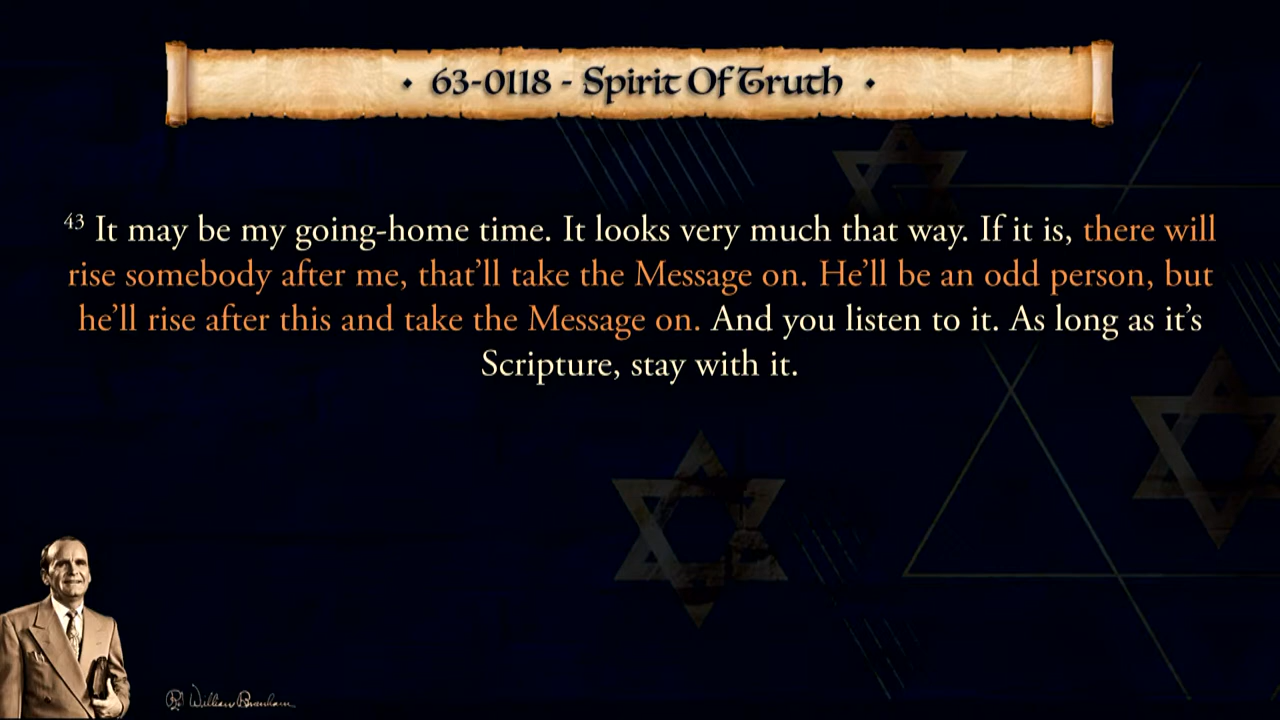 • 63-0118 - Spirit Of Truth •
43 It may be my going-home time. It looks very much that way. If it is, there will
rise somebody after me, that’ll take the Message on. He’ll be an odd person, but
he’ll rise after this and take the Message on. And you listen to it. As long as it’s
Scripture, stay with it.
William Branham